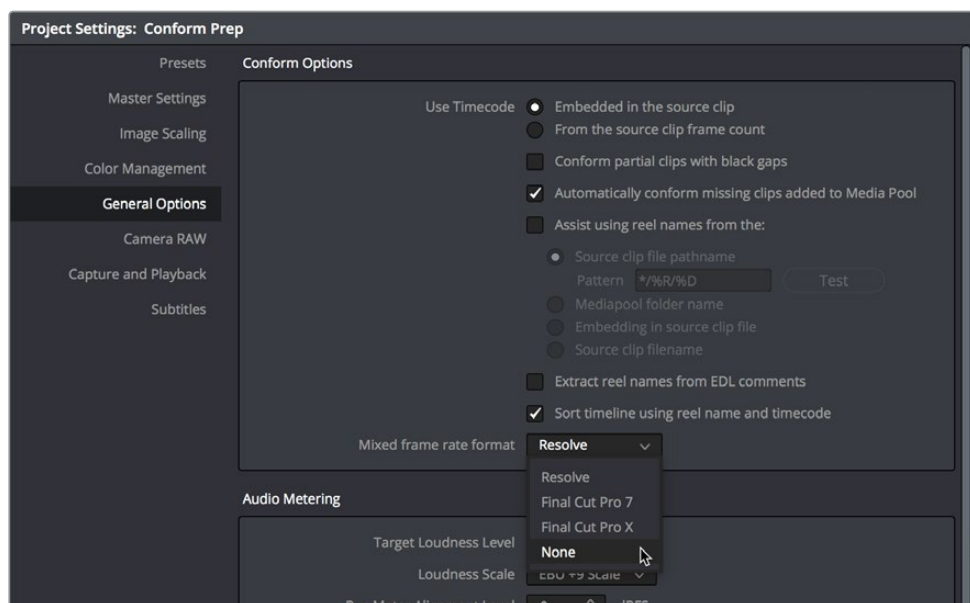 Project Settings: Conform Prep
Presets
Master Settings
Image Scaling
Color Management
General Options
Camera RAW
Capture and Playback
Subtitles
Conform Options
Use Timecode Embedded in the source clip
From the source clip frame count
Conform partial clips with black gaps
Automatically conform missing clips added to Media Pool
Assist using reel names from the:
Source clip file pathname
Pattern */%R/%D Test
Mediapool folder name
Embedding in source clip file
Source clip filename
Extract reel names from EDL comments
Sort timeline using reel name and timecode
Mixed frame rate format Resolve
Resolve
Final Cut Pro 7
Final Cut Pro X
None
Audio Metering
Target Loudness Level
Loudness Scale EBU +9 Scale